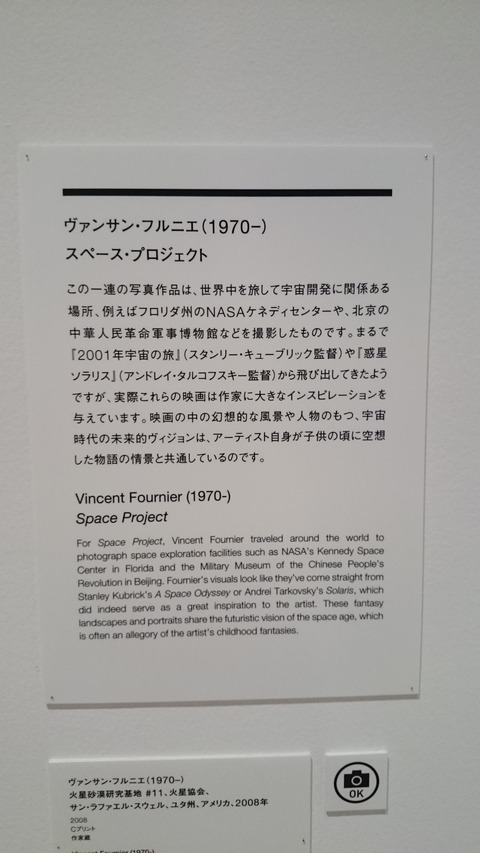 ヴァンサン・フルニエ（1970−）
スペース・プロジェクト
この一連の写真作品は、世界中を旅して宇宙開発に関係ある
場所、例えばフロリダ州のNASAケネディセンターや、北京の
中華人民革命軍事博物館などを撮影したものです。まるで
『2001年宇宙の旅』（スタンリー・キューブリック監督）や『惑星
ソラリス』（アンドレイ・タルコフスキー監督）から飛び出してきたよう
ですが、実際これらの映画は作家に大きなインスピレーションを
与えています。映画の中の幻想的な風景や人物のもつ、宇宙
時代の未来的ヴィジョンは、アーティスト自身が子供の頃に空想
した物語の情景と共通しているのです。
Vincent Fournier (1970-)
Space Project
For Space Project, Vincent Fournier traveled around the world to
photograph space exploration facilities such as NASA's Kennedy Space
Center in Florida and the Military Museum of the Chinese People's
Revolution in Beijing. Fournier's visuals look like they've come straight from
Stanley Kubrick's A Space Odyssey or Andrei Tarkovsky's Solaris, which
did indeed serve as a great inspiration to the artist. These fantasy
landscapes and portraits share the futuristic vision of the space age, which
is often an allegory of the artist's childhood fantasies.
ヴァンサン・フルニエ（1970−）
火星砂漠研究基地 #11、火星協会、
サン・ラファエル・スウェル、ユタ州、アメリカ、2008年
2008
Cプリント
作家蔵
Vincent Fournier (1970-)
OK